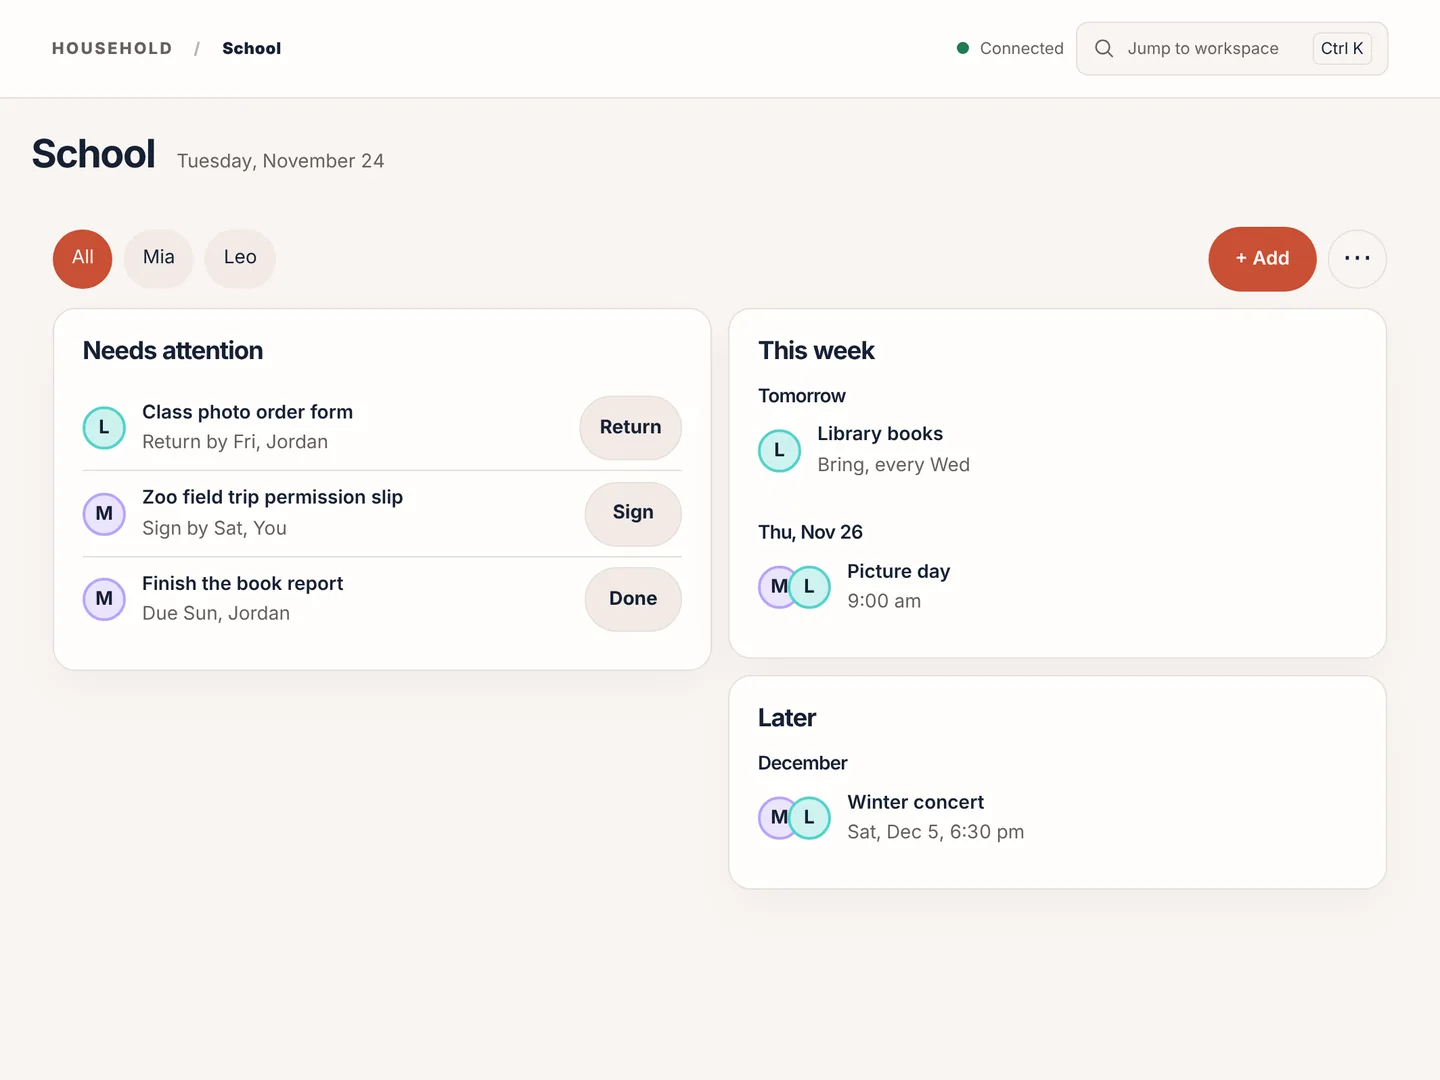 HOUSEHOLD / School
Connected
Jump to workspace
Ctrl K
School
Tuesday, November 24
All
Mia
Leo
+ Add
···
Needs attention
L
Class photo order form
Return by Fri, Jordan
Return
M
Zoo field trip permission slip
Sign by Sat, You
Sign
M
Finish the book report
Due Sun, Jordan
Done
This week
Tomorrow
L
Library books
Bring, every Wed
Thu, Nov 26
M L
Picture day
9:00 am
Later
December
M L
Winter concert
Sat, Dec 5, 6:30 pm